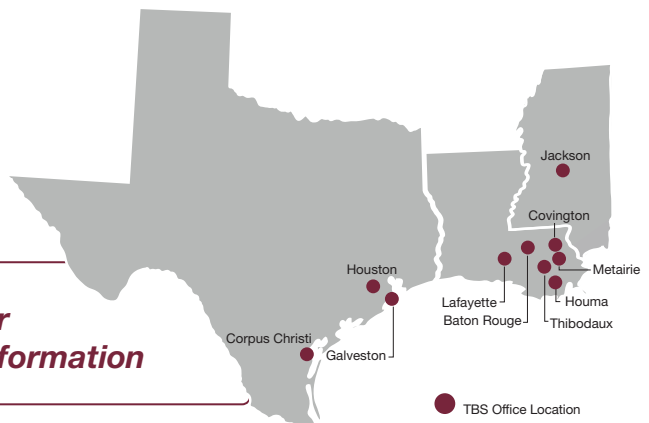 Jackson
Covington
Metairie
Houston
Lafayette
Houma
Baton Rouge
Thibodaux
r
formation
Corpus Christi
Galveston
TBS Office Location